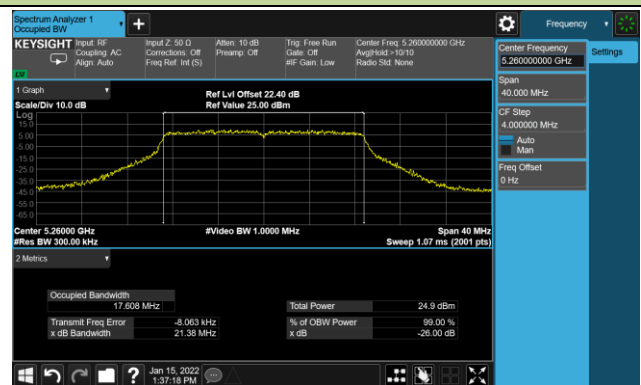 Spectrum Analyzer 1
Occupied BW
+
Frequency
KEYSIGHT
Input: RF
Coupling: AC
Align: Auto
Input Z: 50 Ω
Corrections: Off
Freq Ref: Int (S)
Atten: 10 dB
Preamp: Off
Trig: Free Run
Gate: Off
#IF Gain: Low
Center Freq: 5.260000000 GHz
Avg|Hold:>10/10
Radio Std: None
Center Frequency
5.260000000 GHz
Settings
Span
40.000 MHz
CF Step
4.000000 MHz
Auto
Man
Freq Offset
0 Hz
1 Graph
Scale/Div 10.0 dB
Ref Lvl Offset 22.40 dB
Ref Value 25.00 dBm
Log
15.0
5.00
-5.00
-15.0
-25.0
-35.0
-45.0
-55.0
-65.0
Center 5.26000 GHz
#Res BW 300.00 kHz
#Video BW 1.0000 MHz
Span 40 MHz
Sweep 1.07 ms (2001 pts)
2 Metrics
Occupied Bandwidth
17.608 MHz
Total Power 24.9 dBm
Transmit Freq Error -8.063 kHz
% of OBW Power 99.00 %
x dB Bandwidth 21.38 MHz
x dB -26.00 dB
?
Jan 15, 2022
1:37:18 PM